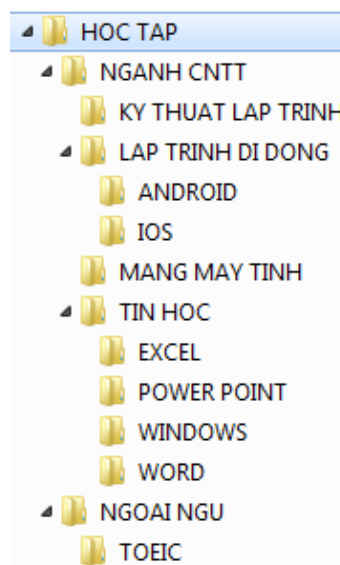 HOC TAP
NGANH CNTT
KY THUAT LAP TRINH
LAP TRINH DI DONG
ANDROID
IOS
MANG MAY TINH
TIN HOC
EXCEL
POWER POINT
WINDOWS
WORD
NGOAI NGU
TOEIC